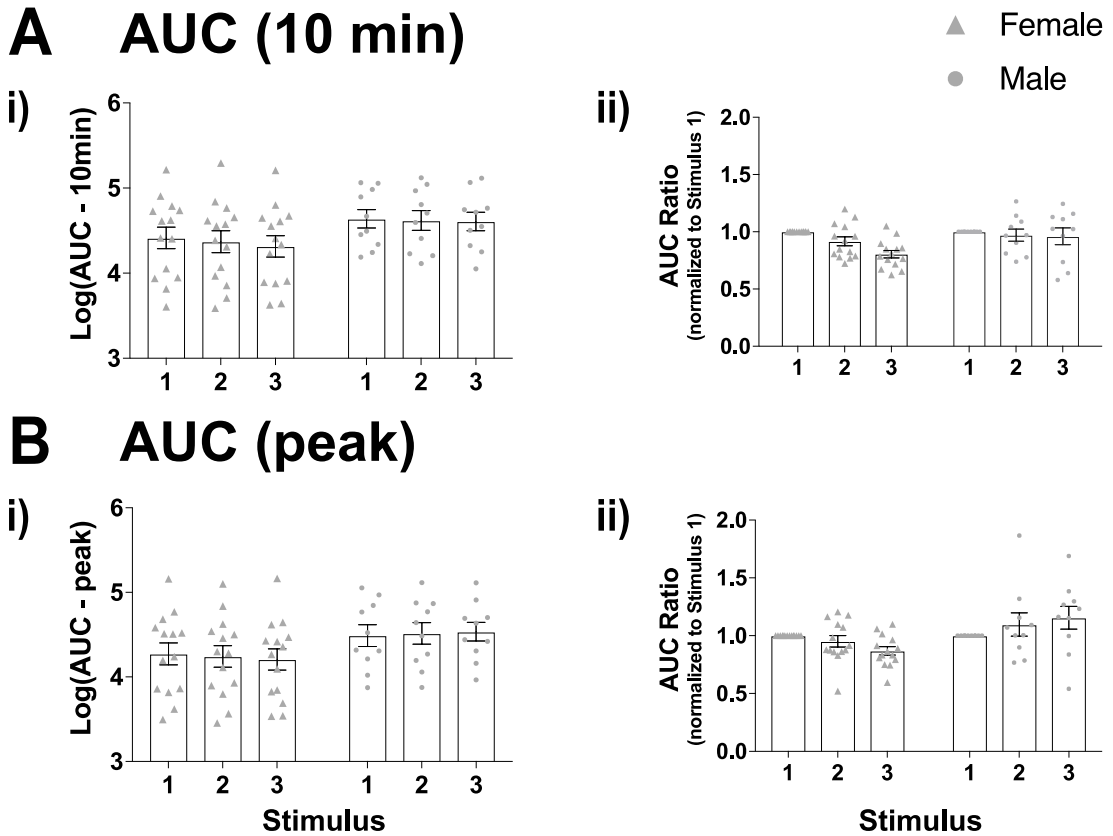 A AUC (10 min)
Female
Male
i)
Log(AUC - 10min)
6
5
4
3
1 2 3 1 2 3
ii)
AUC Ratio
(normalized to Stimulus 1)
2.0
1.5
1.0
0.5
0.0
1 2 3 1 2 3
B AUC (peak)
i)
Log(AUC - peak)
6
5
4
3
1 2 3 1 2 3
Stimulus
ii)
AUC Ratio
(normalized to Stimulus 1)
2.0
1.5
1.0
0.5
0.0
1 2 3 1 2 3
Stimulus